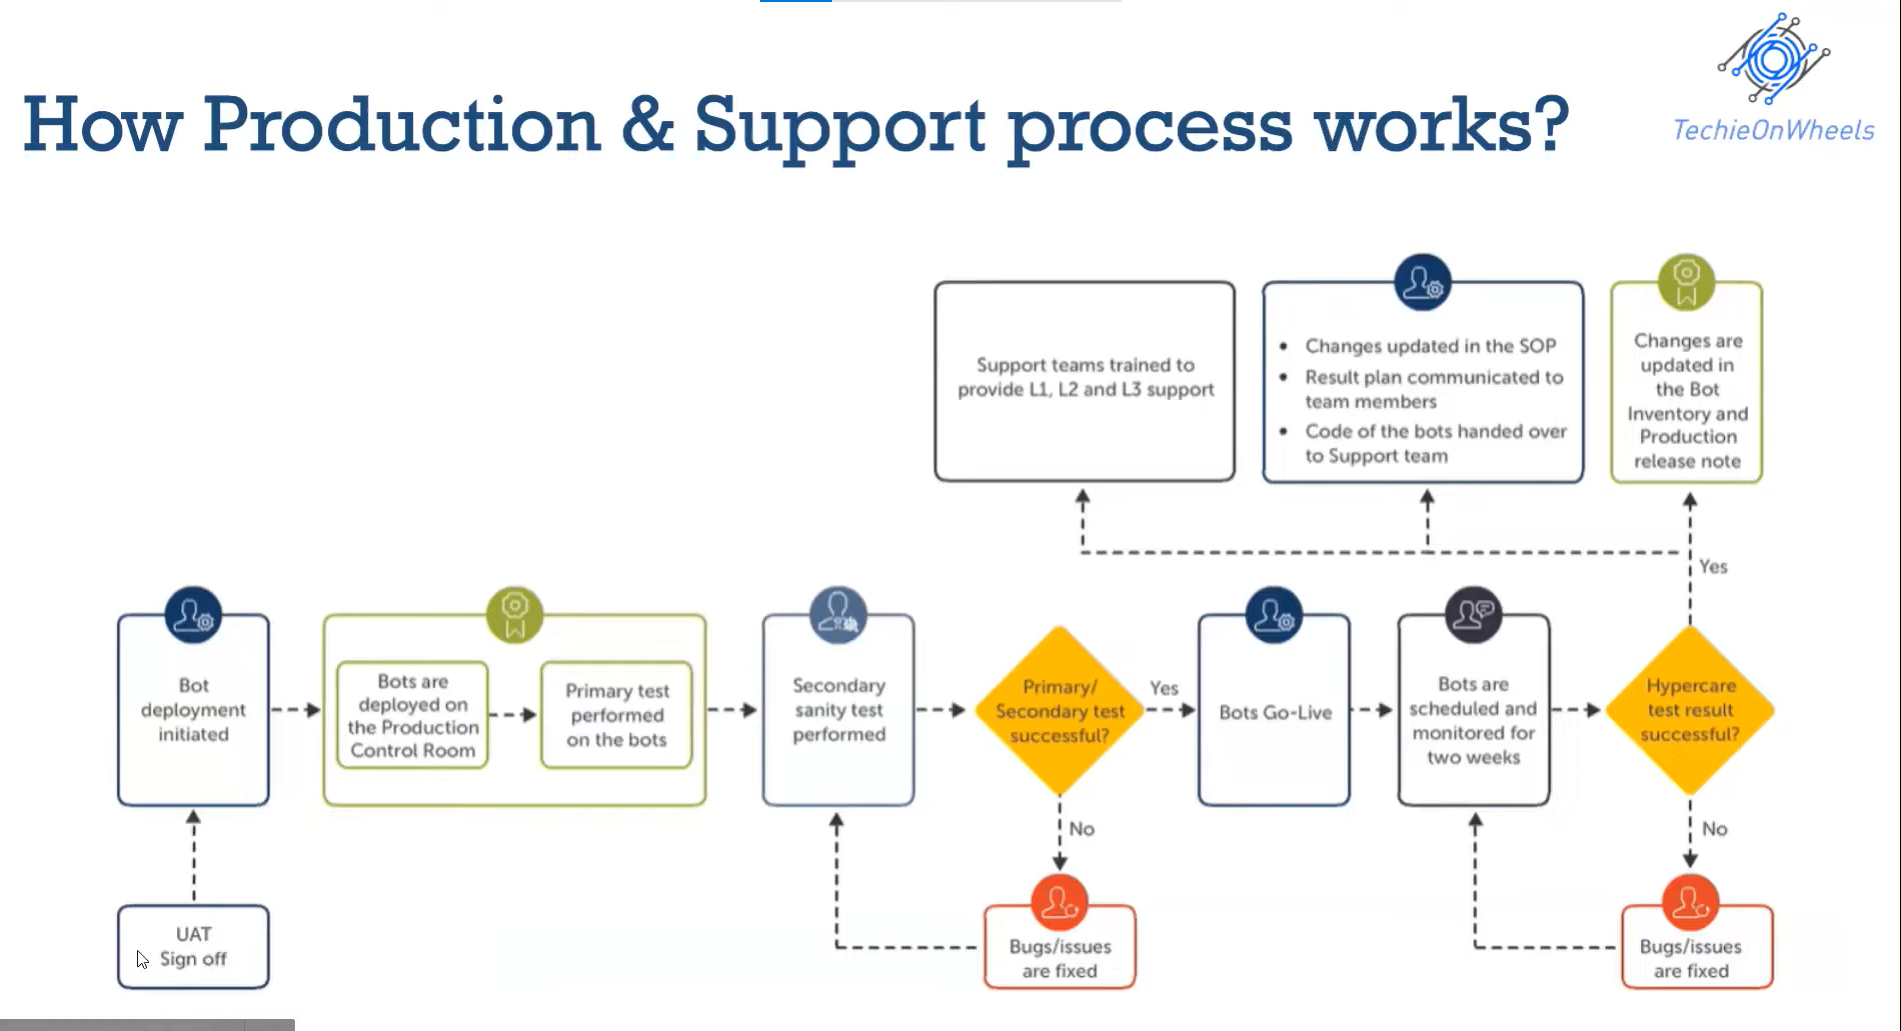 How Production & Support process works?
TechieOnWheels
Support teams trained to
provide L1, L2 and L3 support
• Changes updated in the SOP
• Result plan communicated to
team members
• Code of the bots handed over
to Support team
Changes are
updated in
the Bot
Inventory and
Production
release note
Yes
Bot
deployment
initiated
Bots are
deployed on
the Production
Control Room
Primary test
performed
on the bots
Secondary
sanity test
performed
Primary/
Secondary test
successful?
Yes
Bots Go-Live
Bots are
scheduled and
monitored for
two weeks
Hypercare
test result
successful?
No
No
UAT
Sign off
Bugs/issues
are fixed
Bugs/issues
are fixed